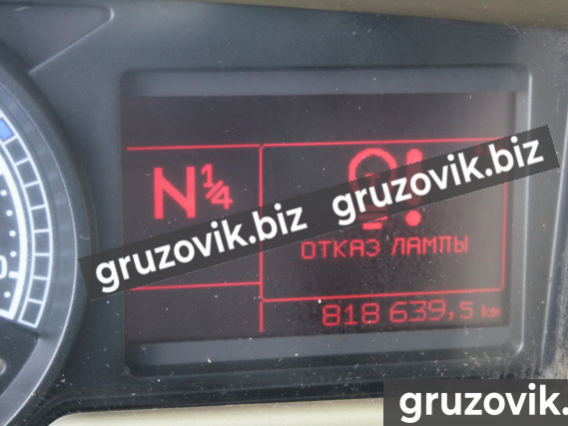 N 1/4
ОТКАЗ ЛАМПЫ
818 639,5 km
gruzovik.biz gruzovik.biz
gruzovik.